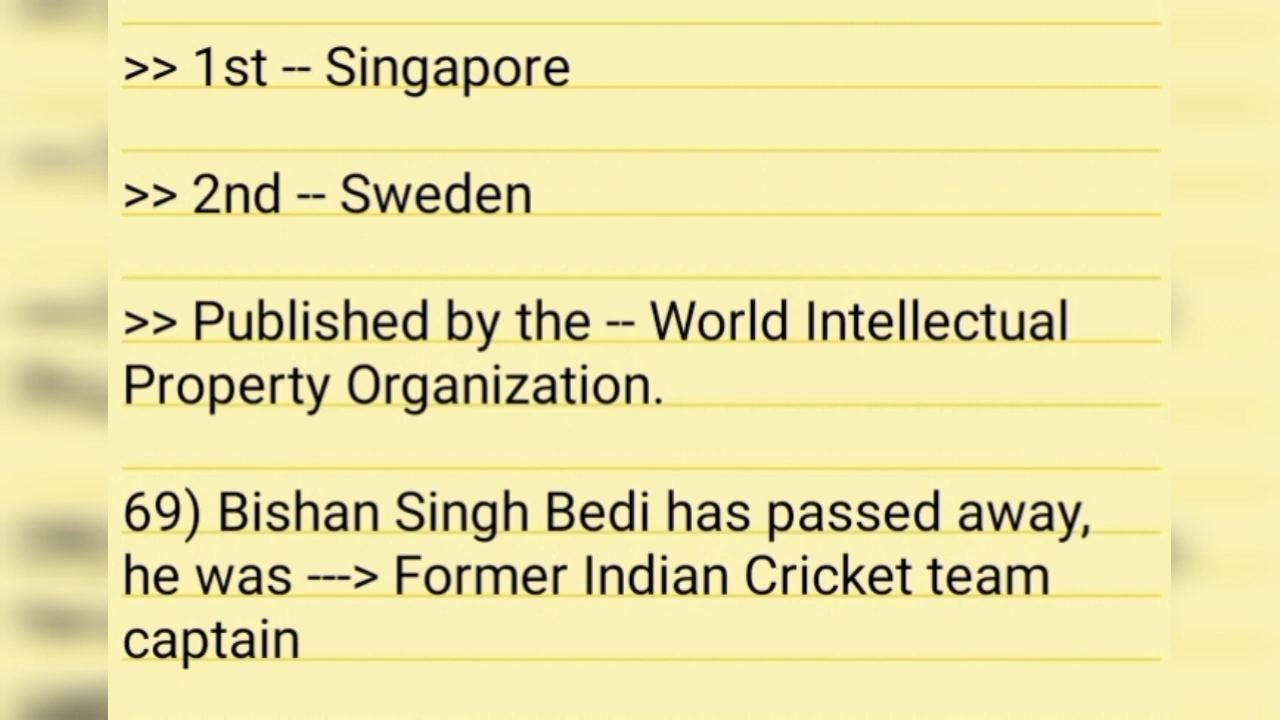 >> 1st -- Singapore
>> 2nd -- Sweden
>> Published by the -- World Intellectual
Property Organization.
69) Bishan Singh Bedi has passed away,
he was ---> Former Indian Cricket team
captain